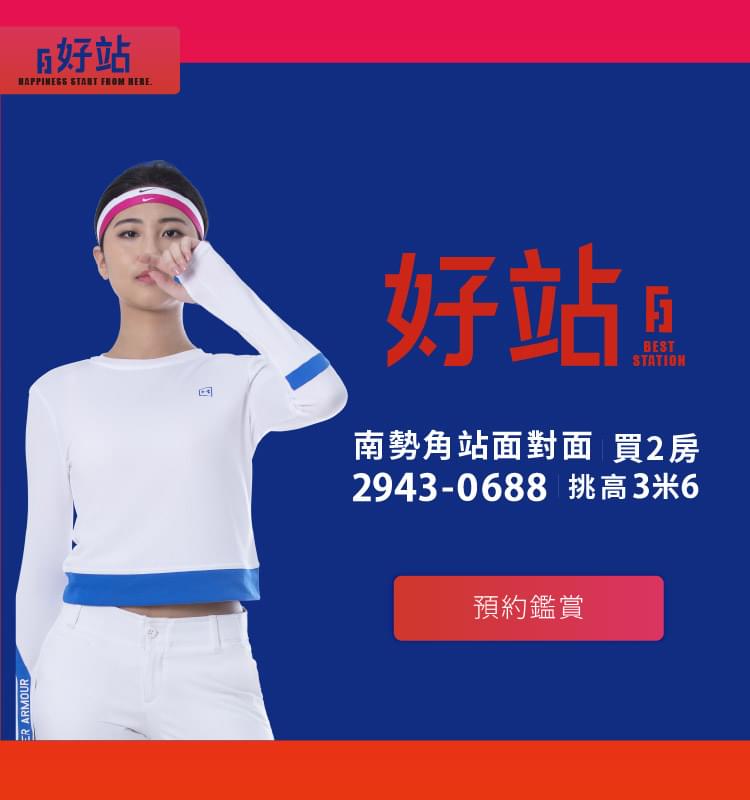 好站
HAPPINESS START FROM HERE.
好站
BEST
STATION
南勢角站面對面 買2房
2943-0688 挑高3米6
預約鑑賞
ER ARMOUR